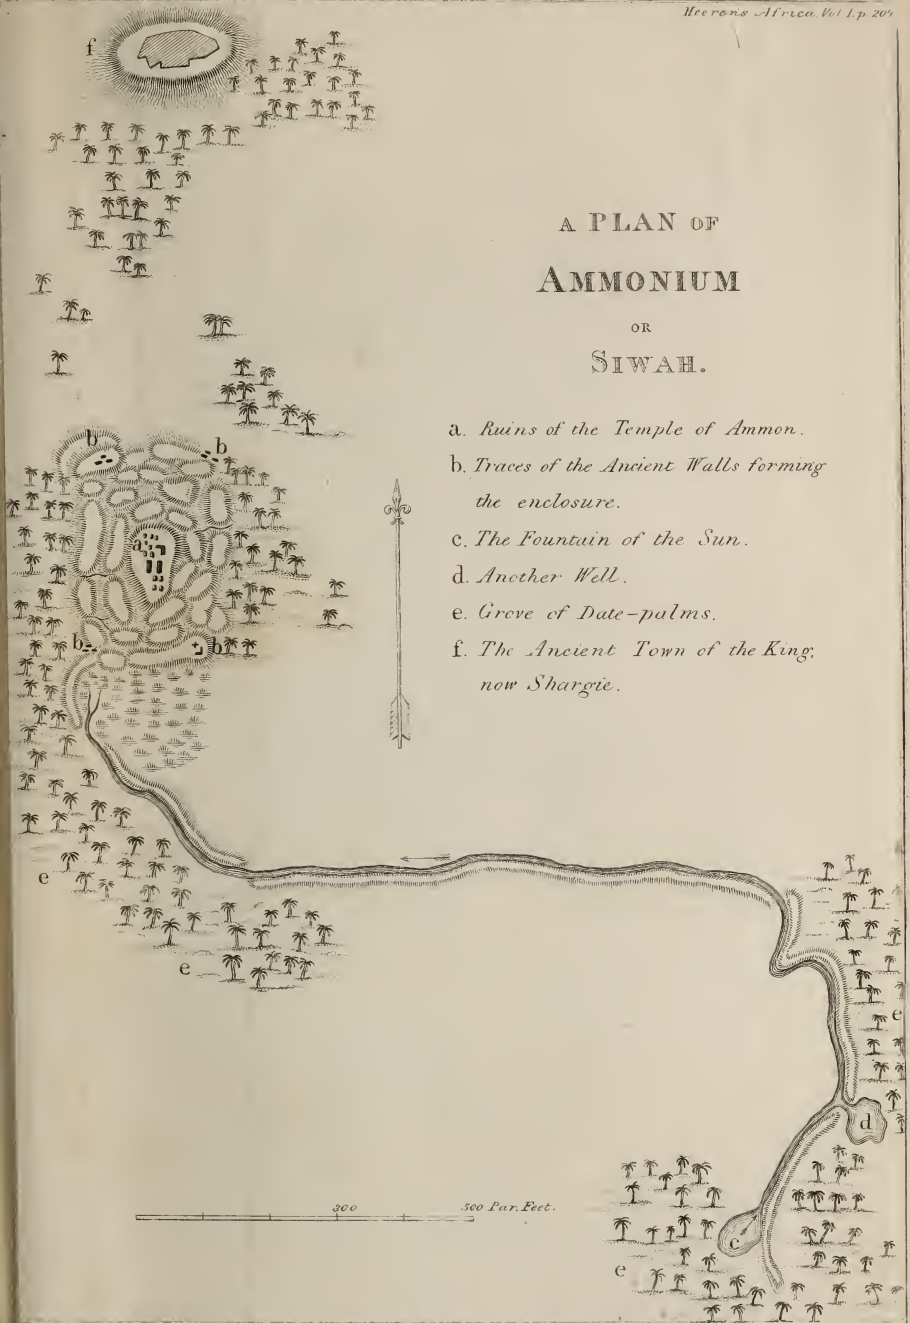 Heeren's Africa. Vol 1. p.
f
A PLAN OF
AMMONIUM
OR
SIWAH.
a. Ruins of the Temple of Ammon.
b. Traces of the Ancient Walls forming
the enclosure.
c. The Fountain of the Sun.
d. Another Well.
e. Grove of Date-palms.
f. The Ancient Town of the King,
now Shargie.
b
b
a
b
b
e
e
e
d
c
e
300
500 Par. Feet.